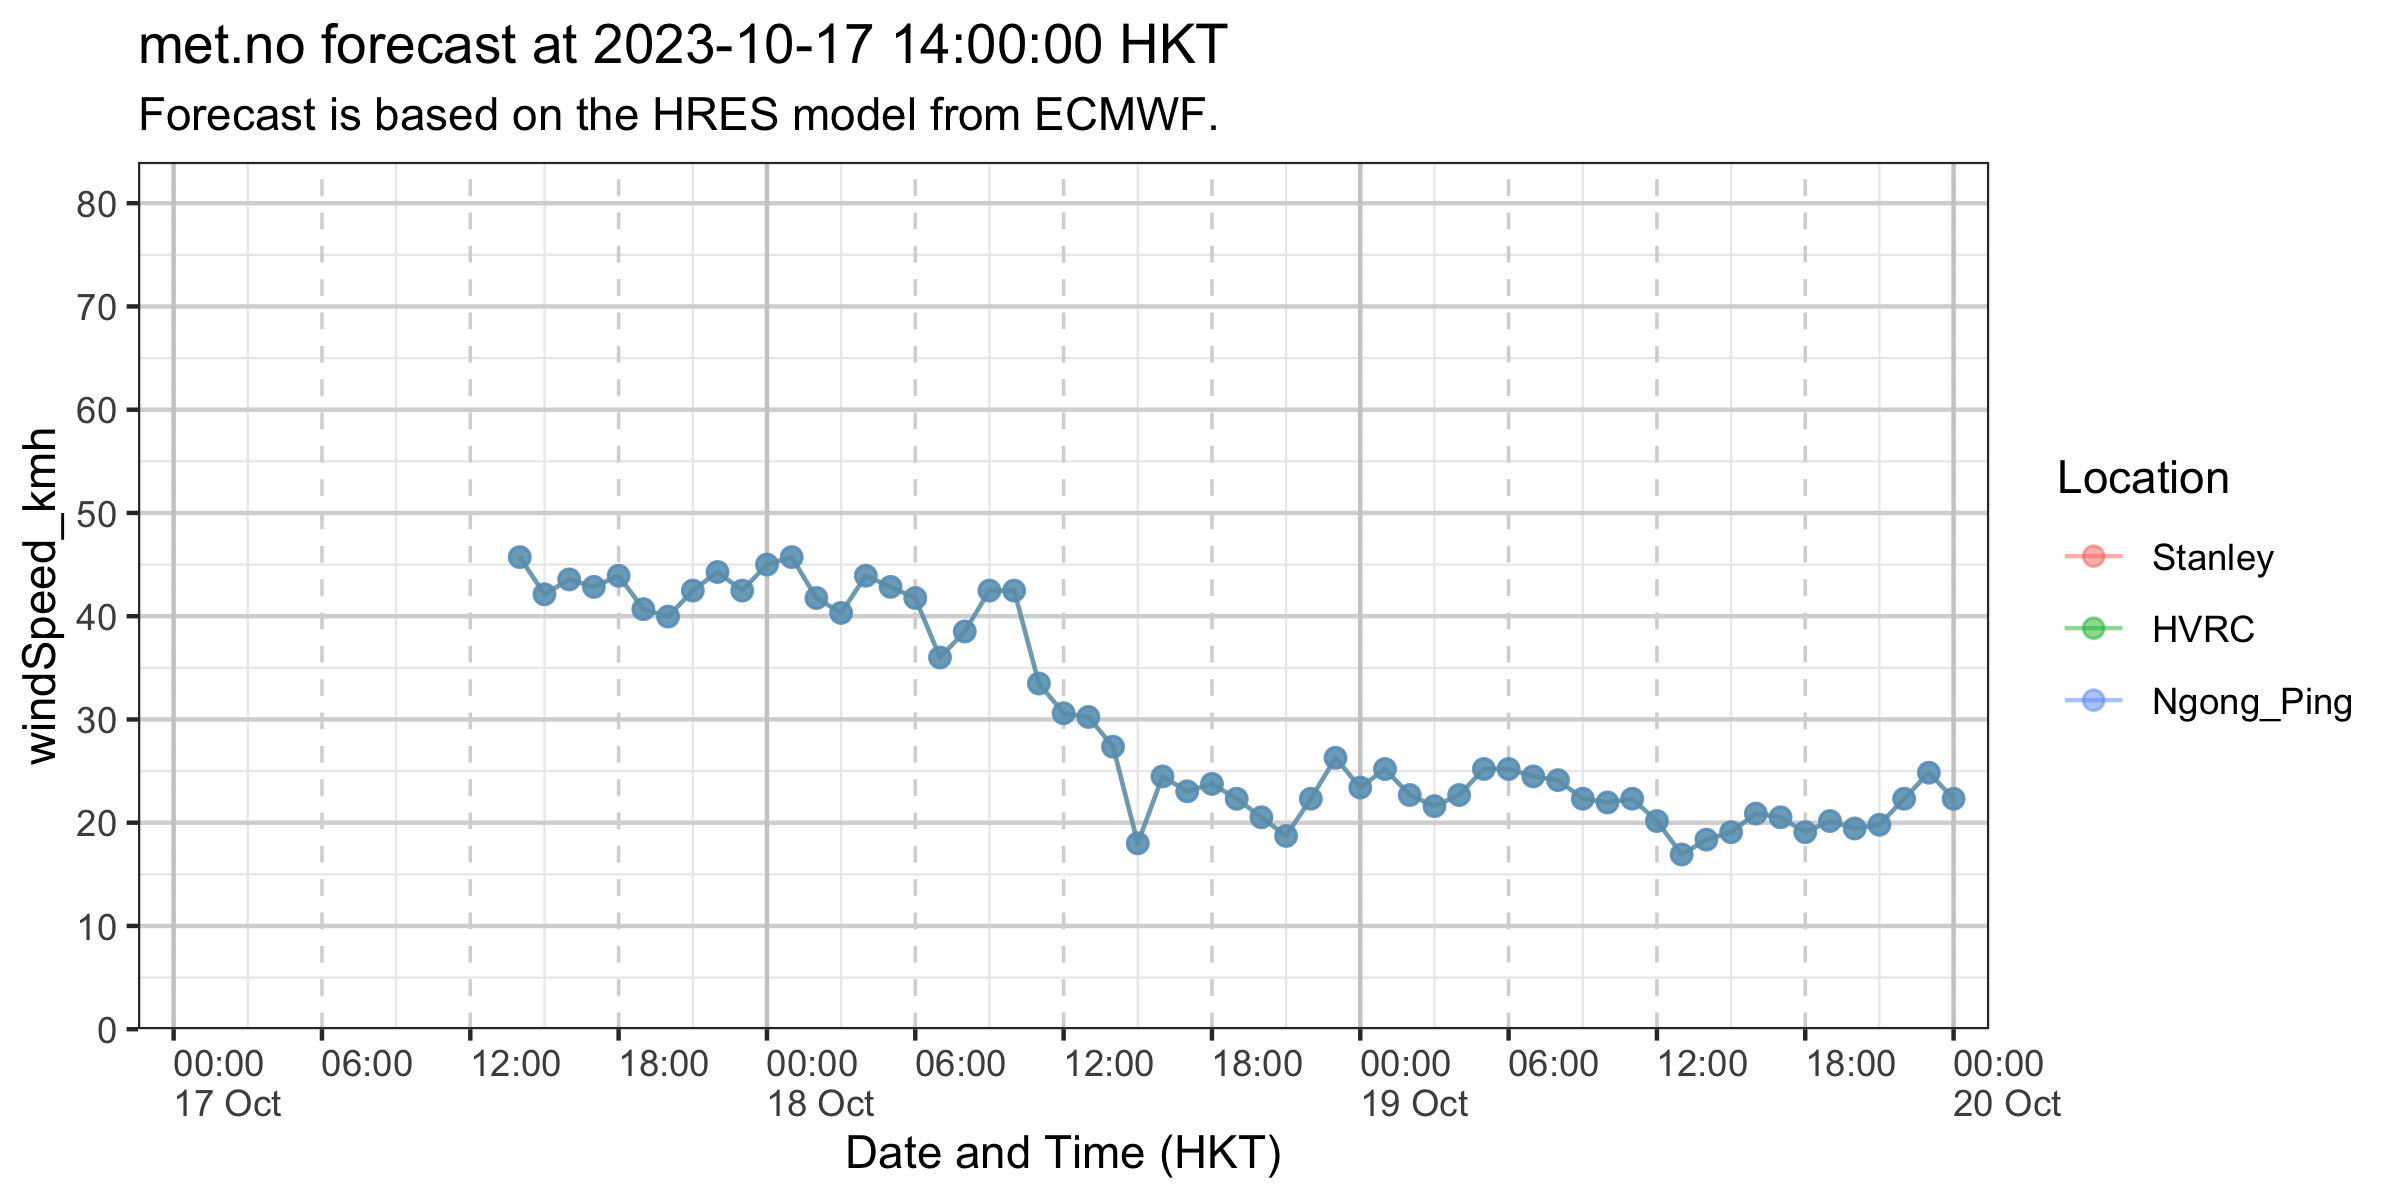 met.no forecast at 2023-10-17 14:00:00 HKT
Forecast is based on the HRES model from ECMWF.
windSpeed_kmh
80
70
60
50
40
30
20
10
0
00:00 06:00 12:00 18:00 00:00 06:00 12:00 18:00 00:00 06:00 12:00 18:00 00:00
17 Oct 18 Oct 19 Oct 20 Oct
Date and Time (HKT)
Location
Stanley
HVRC
Ngong_Ping